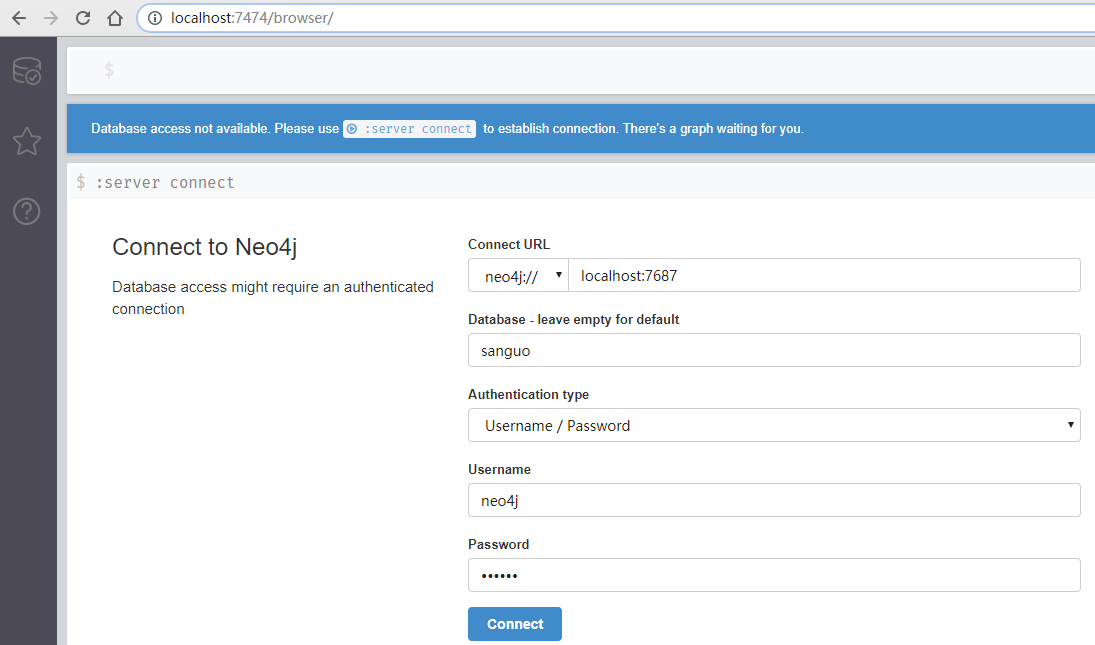 localhost:7474/browser/
$
Database access not available. Please use :server connect to establish connection. There's a graph waiting for you.
$ :server connect
Connect to Neo4j
Database access might require an authenticated
connection
Connect URL
neo4j:// localhost:7687
Database - leave empty for default
sanguo
Authentication type
Username / Password
Username
neo4j
Password
••••••
Connect